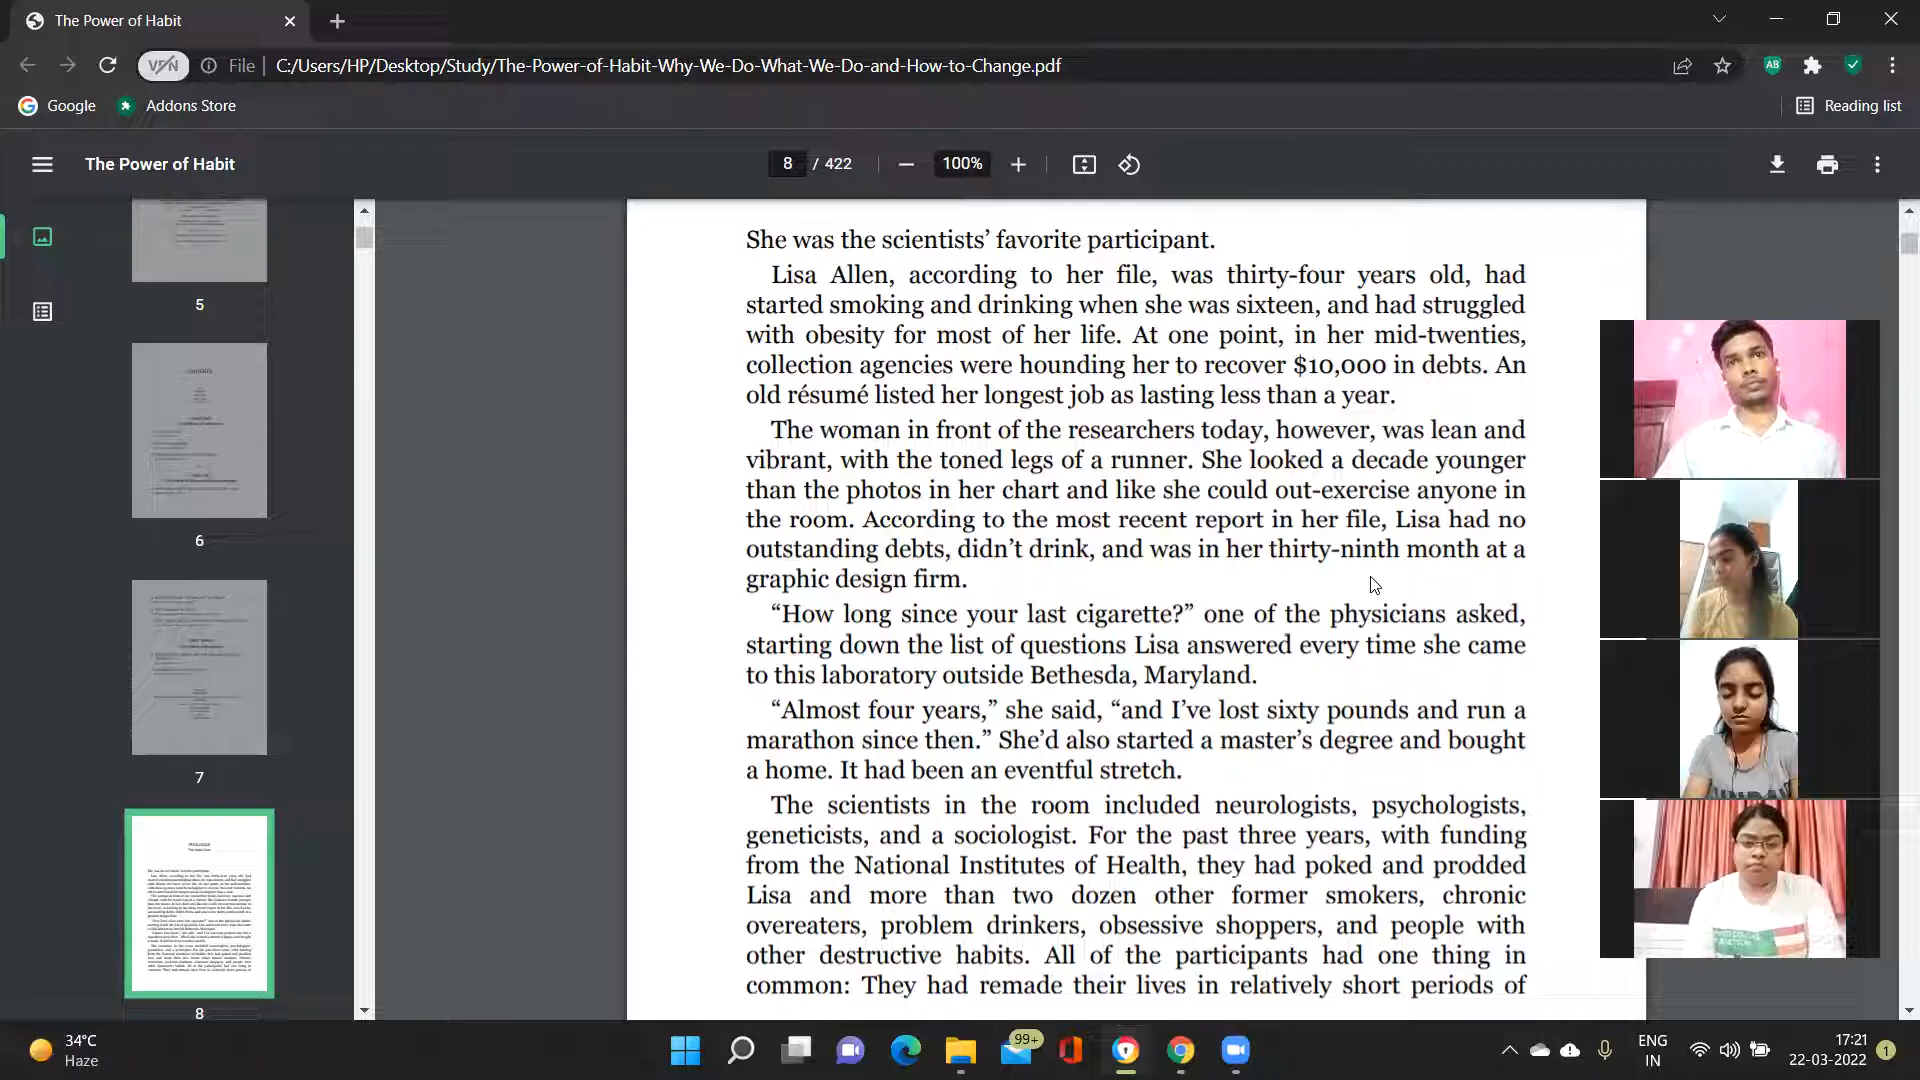 The Power of Habit
VPN
File
C:/Users/HP/Desktop/Study/The-Power-of-Habit-Why-We-Do-What-We-Do-and-How-to-Change.pdf
AB
Google
Addons Store
Reading list
The Power of Habit
8 / 422
100%
5
6
7
PROLOGUE
8
She was the scientists’ favorite participant.
Lisa Allen, according to her file, was thirty-four years old, had
started smoking and drinking when she was sixteen, and had struggled
with obesity for most of her life. At one point, in her mid-twenties,
collection agencies were hounding her to recover $10,000 in debts. An
old résumé listed her longest job as lasting less than a year.
The woman in front of the researchers today, however, was lean and
vibrant, with the toned legs of a runner. She looked a decade younger
than the photos in her chart and like she could out-exercise anyone in
the room. According to the most recent report in her file, Lisa had no
outstanding debts, didn’t drink, and was in her thirty-ninth month at a
graphic design firm.
“How long since your last cigarette?” one of the physicians asked,
starting down the list of questions Lisa answered every time she came
to this laboratory outside Bethesda, Maryland.
“Almost four years,” she said, “and I’ve lost sixty pounds and run a
marathon since then.” She’d also started a master’s degree and bought
a home. It had been an eventful stretch.
The scientists in the room included neurologists, psychologists,
geneticists, and a sociologist. For the past three years, with funding
from the National Institutes of Health, they had poked and prodded
Lisa and more than two dozen other former smokers, chronic
overeaters, problem drinkers, obsessive shoppers, and people with
other destructive habits. All of the participants had one thing in
common: They had remade their lives in relatively short periods of
34°C
Haze
99+
ENG
IN
17:21
22-03-2022
1